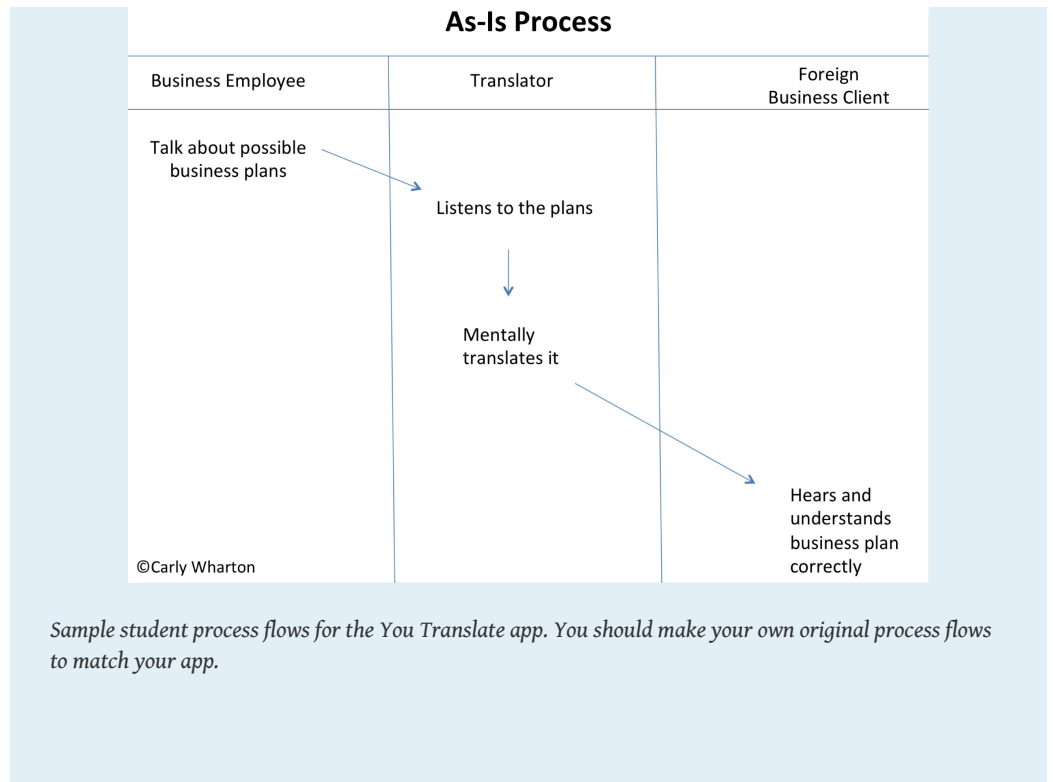 As-Is Process
Business Employee
Translator
Foreign
Business Client
Talk about possible
business plans
Listens to the plans
Mentally
translates it
Hears and
understands
business plan
correctly
©Carly Wharton
Sample student process flows for the You Translate app. You should make your own original process flows
to match your app.